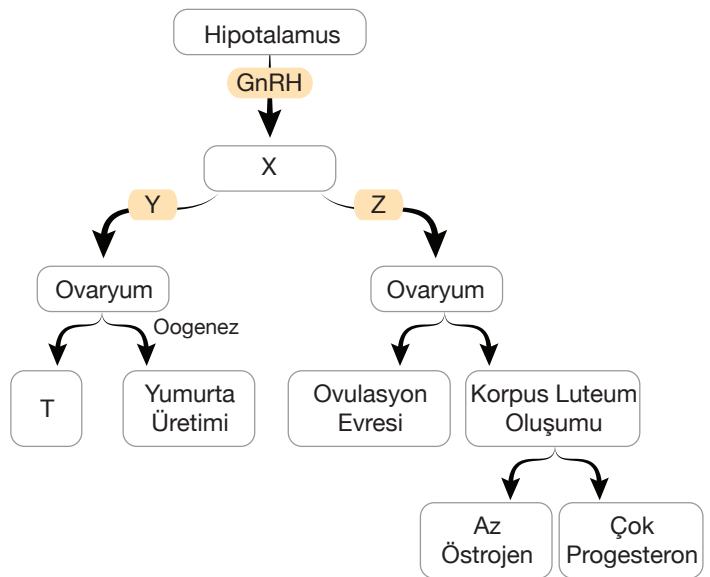 Hipotalamus
GnRH
X
Y
Z
Ovaryum
Ovaryum
Oogenez
T
Yumurta
Üretimi
Ovulasyon
Evresi
Korpus Luteum
Oluşumu
Az
Östrojen
Çok
Progesteron